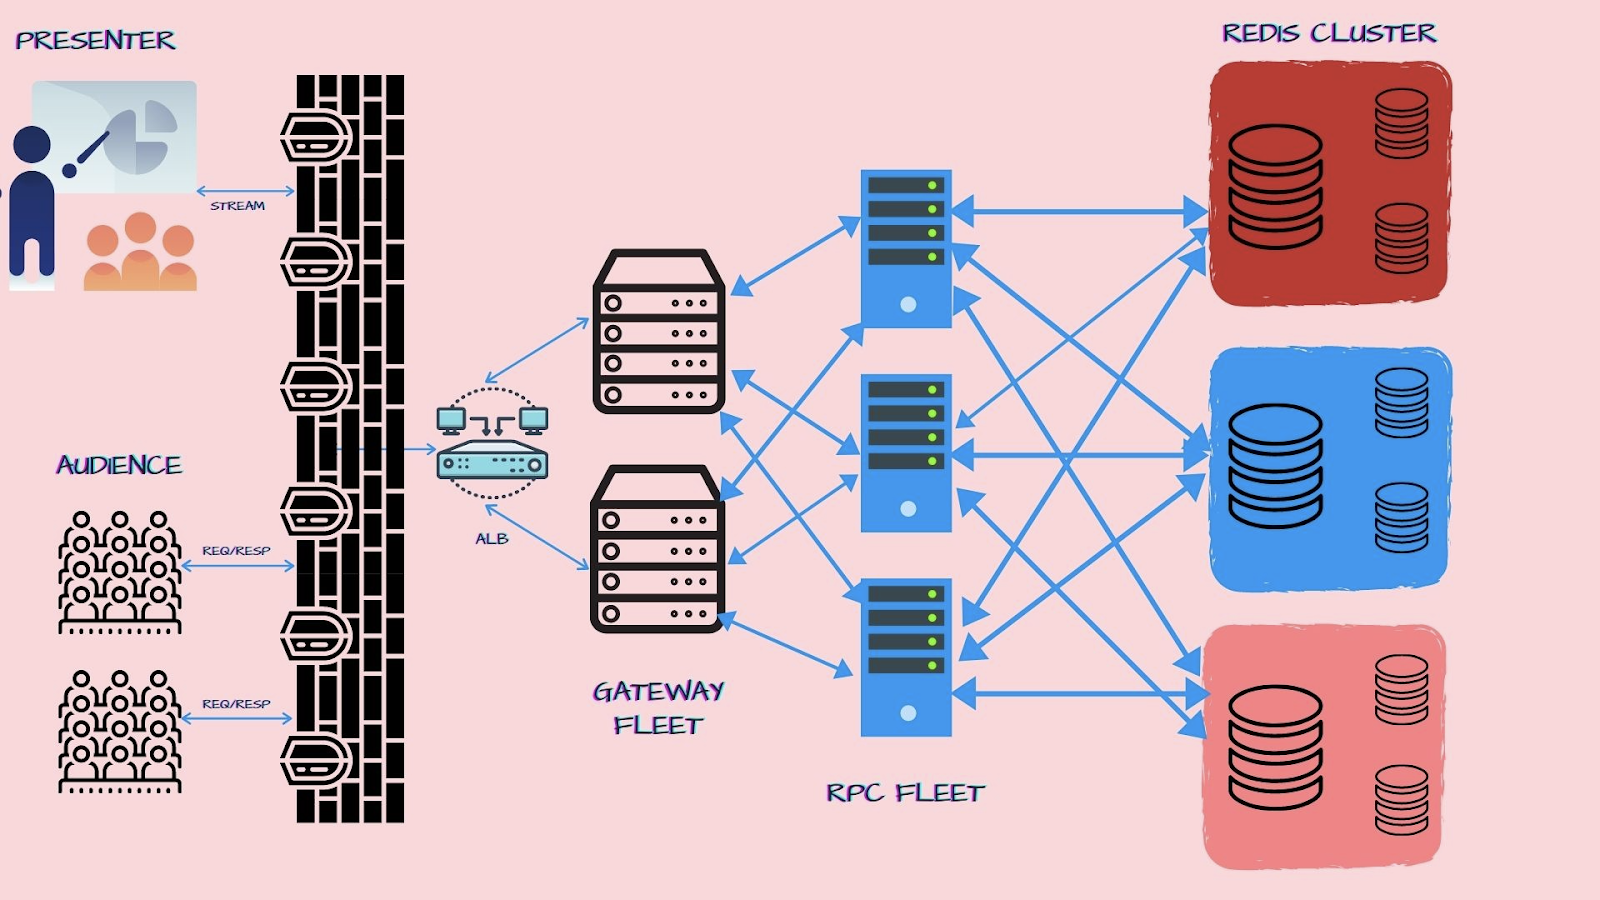 PRESENTER
STREAM
AUDIENCE
REQ/RESP
REQ/RESP
ALB
GATEWAY
FLEET
RPC FLEET
REDIS CLUSTER